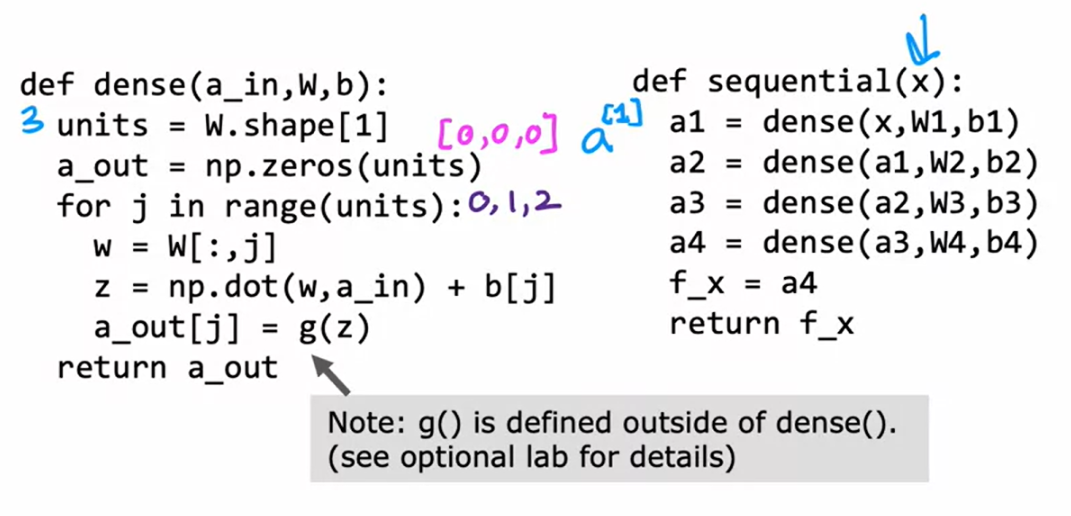 def dense(a_in,W,b):
3 units = W.shape[1] [0,0,0]
a_out = np.zeros(units)
for j in range(units): 0,1,2
w = W[:,j]
z = np.dot(w,a_in) + b[j]
a_out[j] = g(z)
return a_out
def sequential(x):
a[1] a1 = dense(x,W1,b1)
a2 = dense(a1,W2,b2)
a3 = dense(a2,W3,b3)
a4 = dense(a3,W4,b4)
f_x = a4
return f_x
Note: g() is defined outside of dense().
(see optional lab for details)